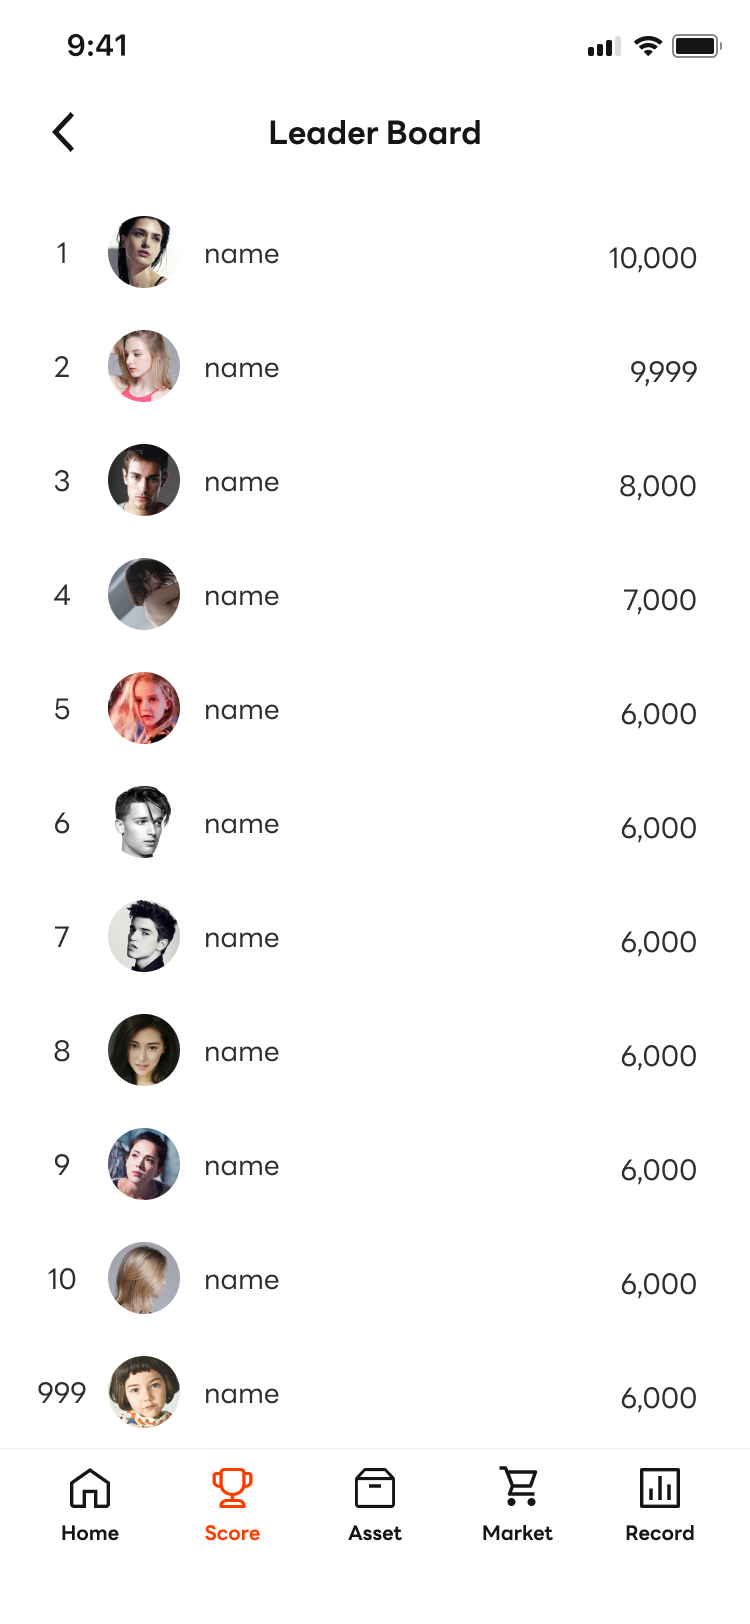 9:41
Leader Board
1 name 10,000
2 name 9,999
3 name 8,000
4 name 7,000
5 name 6,000
6 name 6,000
7 name 6,000
8 name 6,000
9 name 6,000
10 name 6,000
999 name 6,000
Home Score Asset Market Record